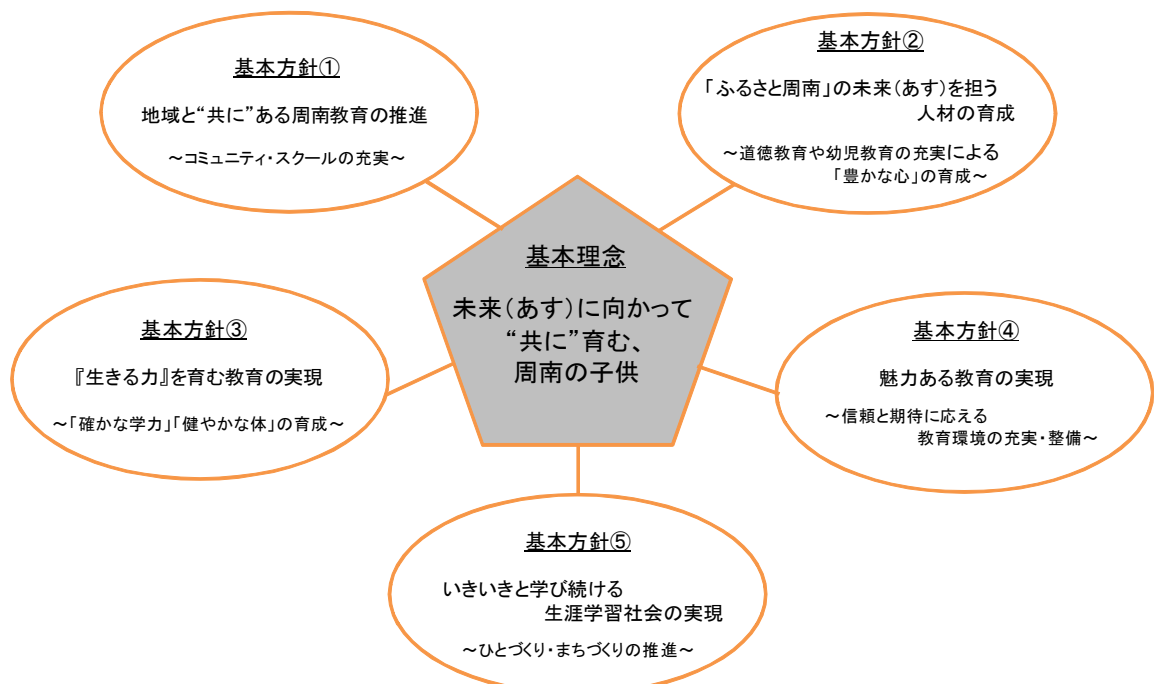 基本方針①
地域と“共に”ある周南教育の推進
～コミュニティ・スクールの充実～
基本方針②
「ふるさと周南」の未来(あす)を担う
人材の育成
～道徳教育や幼児教育の充実による
「豊かな心」の育成～
基本理念
未来(あす)に向かって
“共に”育む、
周南の子供
基本方針③
『生きる力』を育む教育の実現
～「確かな学力」「健やかな体」の育成～
基本方針④
魅力ある教育の実現
～信頼と期待に応える
教育環境の充実・整備～
基本方針⑤
いきいきと学び続ける
生涯学習社会の実現
～ひとづくり・まちづくりの推進～